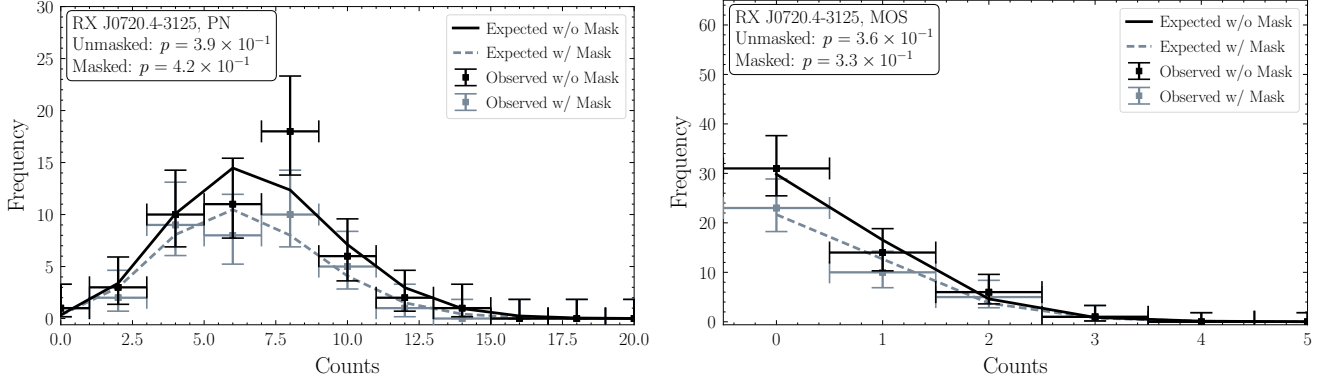 RX J0720.4-3125, PN
Unmasked: p = 3.9 × 10⁻¹
Masked: p = 4.2 × 10⁻¹
Expected w/o Mask
Expected w/ Mask
Observed w/o Mask
Observed w/ Mask
Frequency
30
25
20
15
10
5
0
0.0 2.5 5.0 7.5 10.0 12.5 15.0 17.5 20.0
Counts
RX J0720.4-3125, MOS
Unmasked: p = 3.6 × 10⁻¹
Masked: p = 3.3 × 10⁻¹
Expected w/o Mask
Expected w/ Mask
Observed w/o Mask
Observed w/ Mask
Frequency
60
50
40
30
20
10
0
0 1 2 3 4 5
Counts